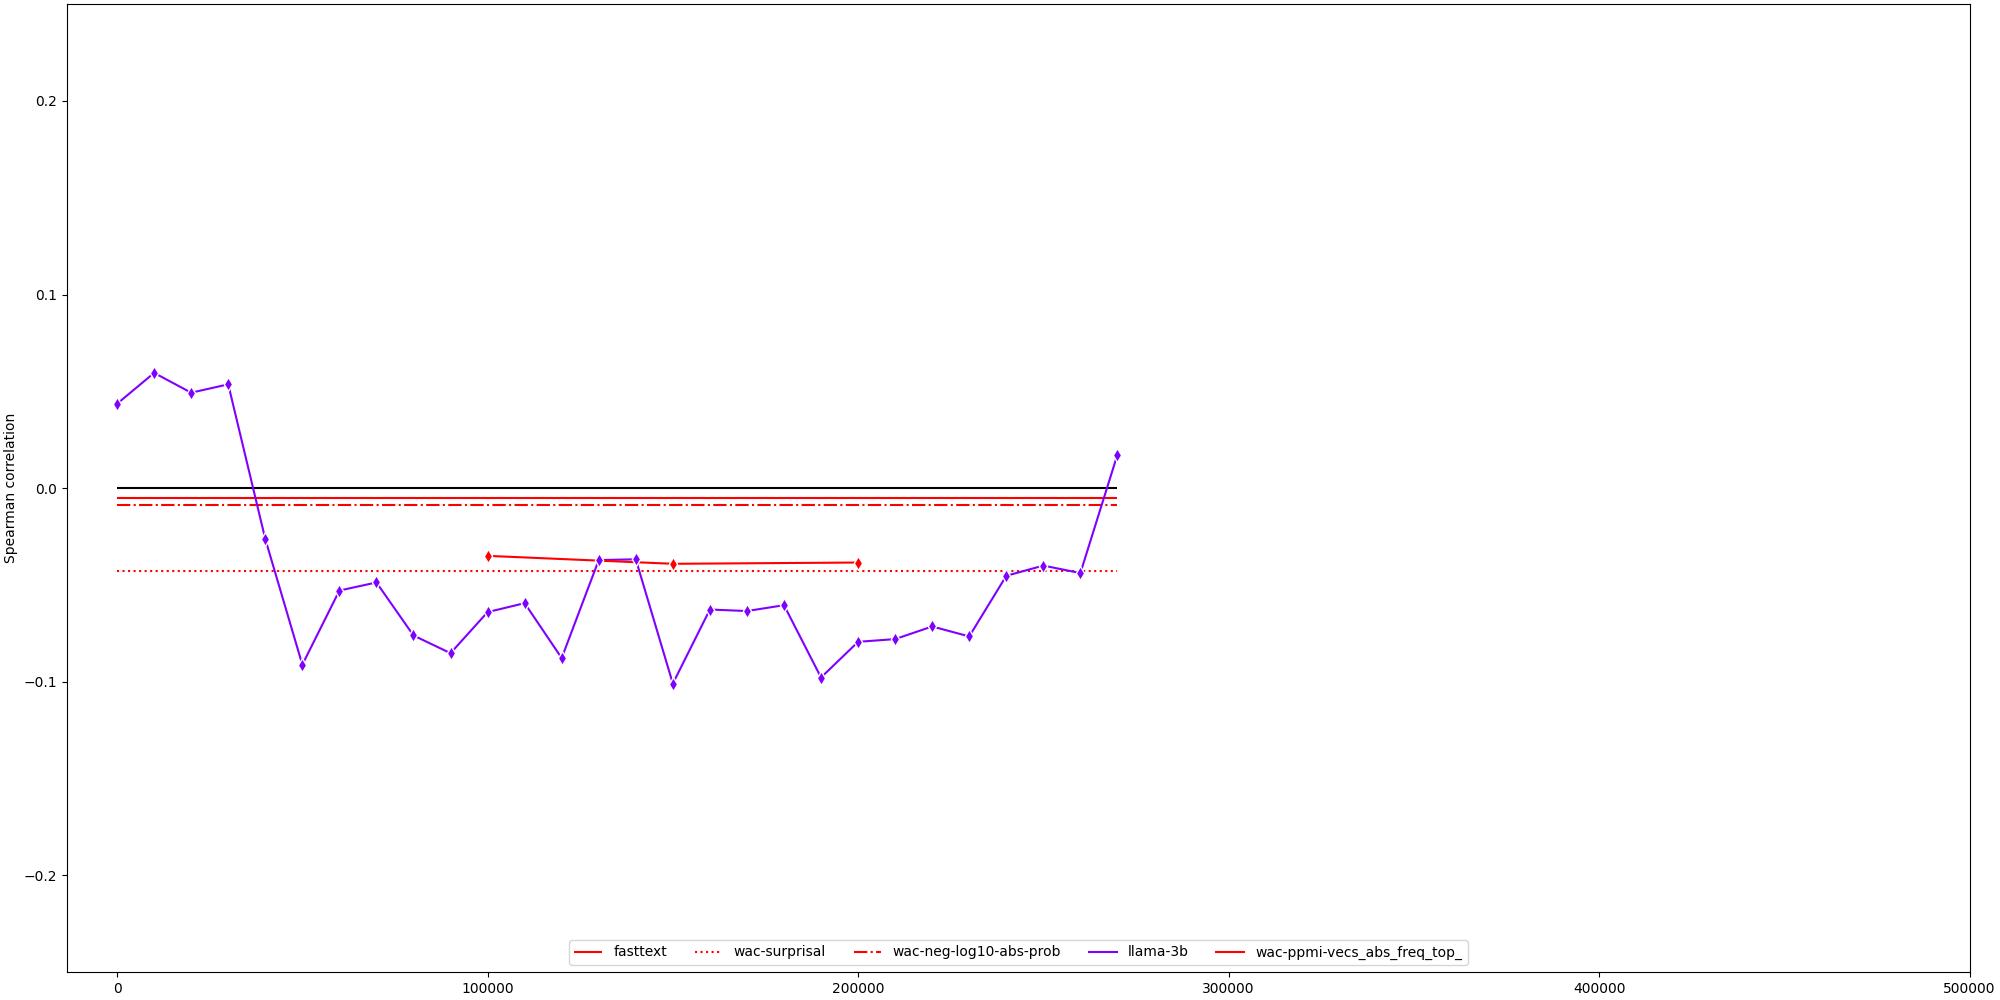 Spearman correlation
0.2
0.1
0.0
−0.1
−0.2
fasttext wac-surprisal wac-neg-log10-abs-prob llama-3b wac-ppmi-vecs_abs_freq_top_
0 100000 200000 300000 400000 500000